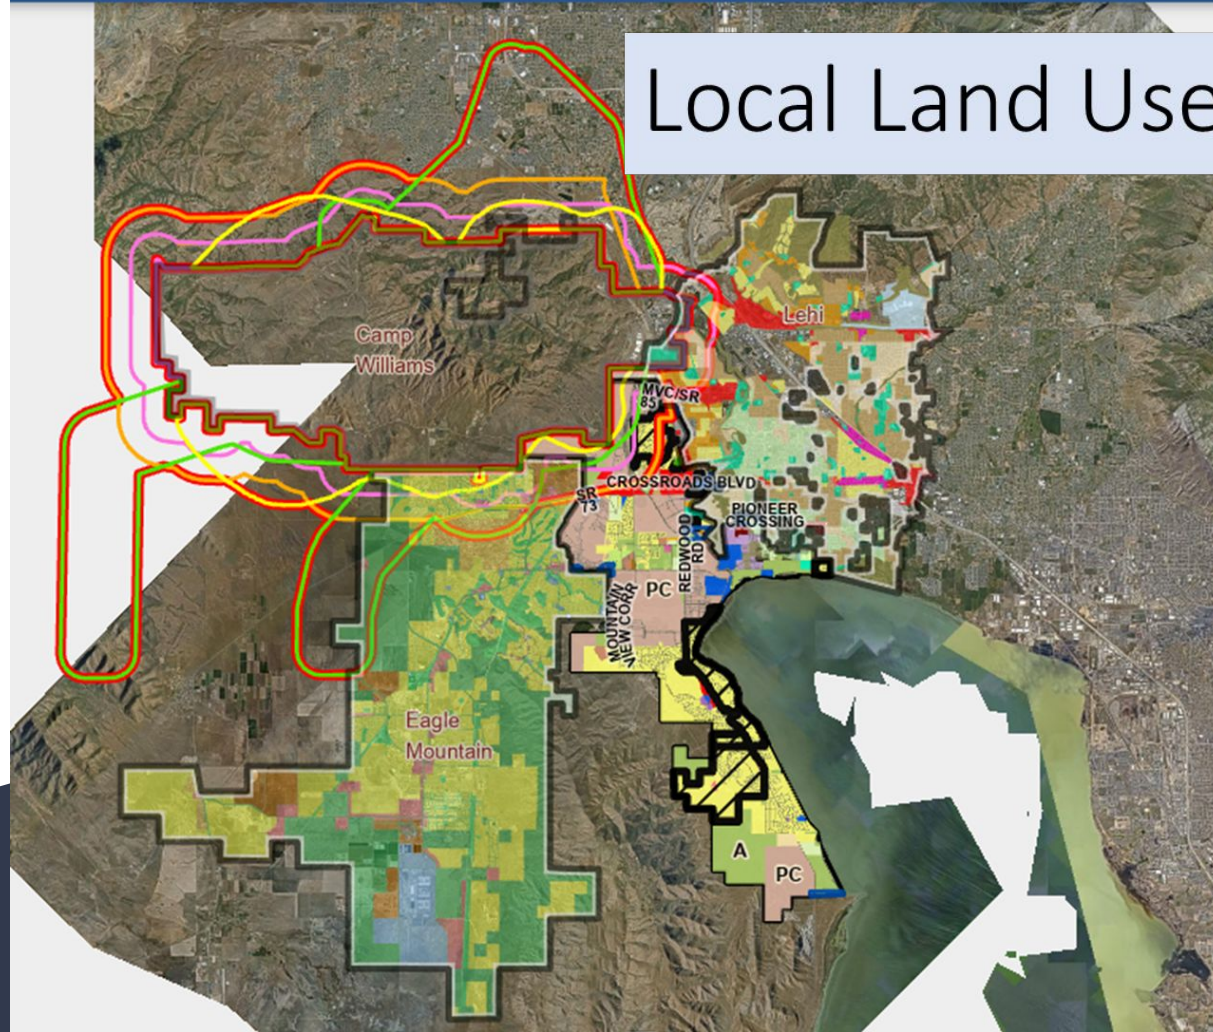 Local Land Use
Lehi
Camp
Williams
MVC/SR
85
CROSSROADS BLVD
SR
73
PIONEER
CROSSING
REDWOOD
RD
PC
MOUNTAIN
VIEW CORR
Eagle
Mountain
A
PC